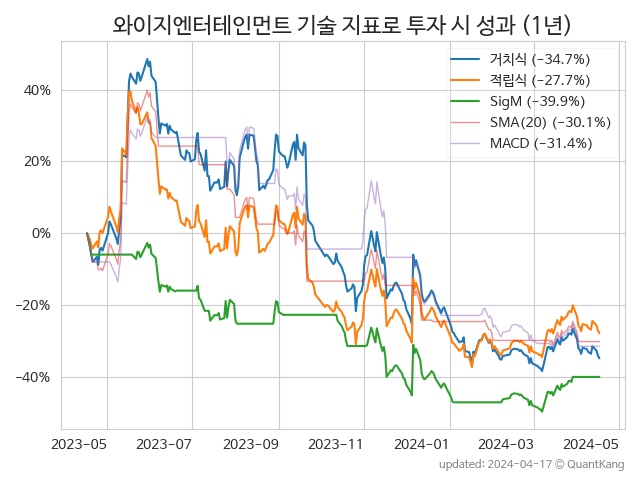 와이지엔터테인먼트 기술 지표로 투자 시 성과 (1년)
거치식 (−34.7%)
적립식 (−27.7%)
SigM (−39.9%)
SMA(20) (−30.1%)
MACD (−31.4%)
40%
20%
0%
−20%
−40%
2023-05 2023-07 2023-09 2023-11 2024-01 2024-03 2024-05
updated: 2024-04-17 © QuantKang